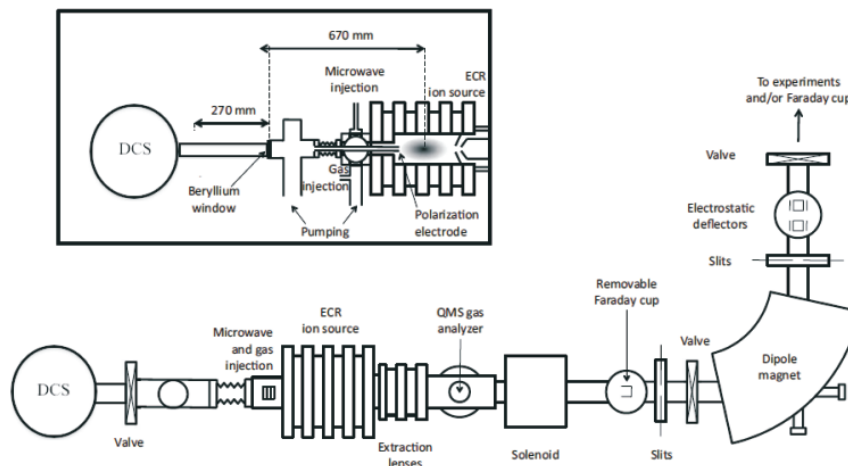 670 mm
Microwave
injection
ECR
ion source
270 mm
DCS
Beryllium
window
Gas
injection
Pumping
Polarization
electrode
To experiments
and/or Faraday cup
Valve
Electrostatic
deflectors
Slits
Removable
Faraday cup
Valve
Dipole
magnet
ECR
ion source
QMS gas
analyzer
Microwave
and gas
injection
DCS
Valve
Extraction
lenses
Solenoid
Slits